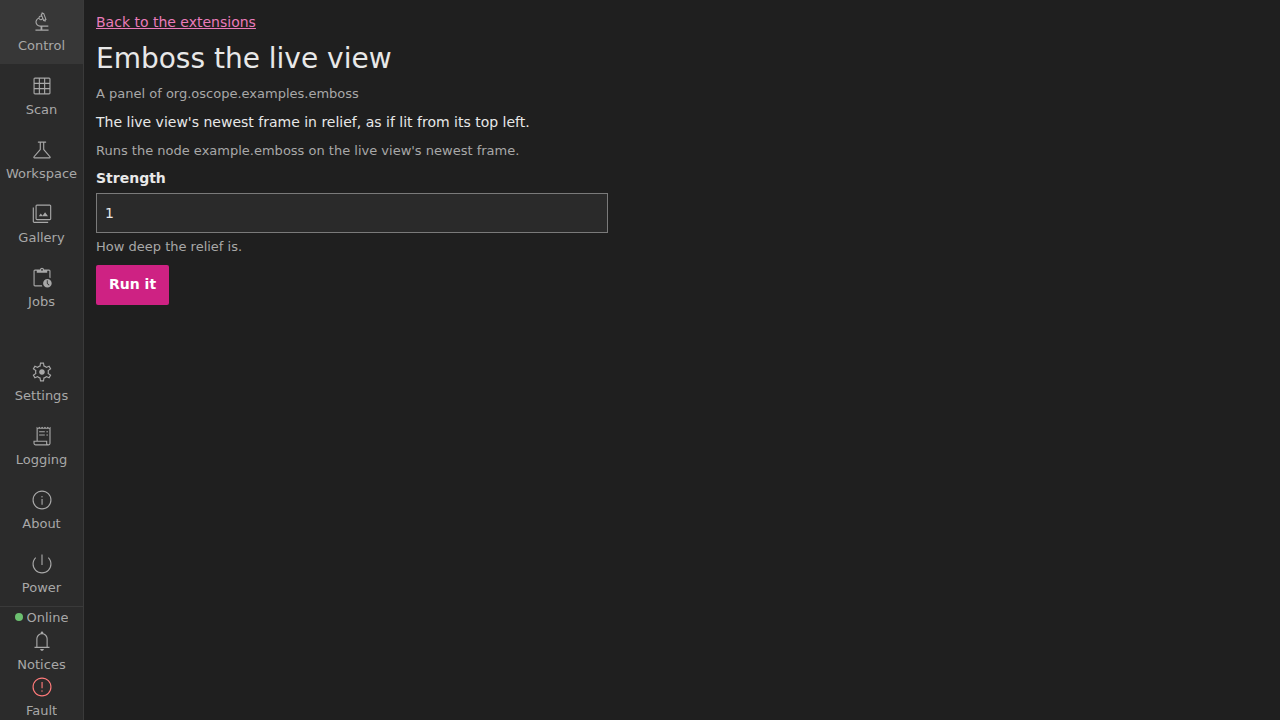 Control
Scan
Workspace
Gallery
Jobs
Settings
Logging
About
Power
Online
Notices
Fault
Back to the extensions
Emboss the live view
A panel of org.oscope.examples.emboss
The live view's newest frame in relief, as if lit from its top left.
Runs the node example.emboss on the live view's newest frame.
Strength
1
How deep the relief is.
Run it